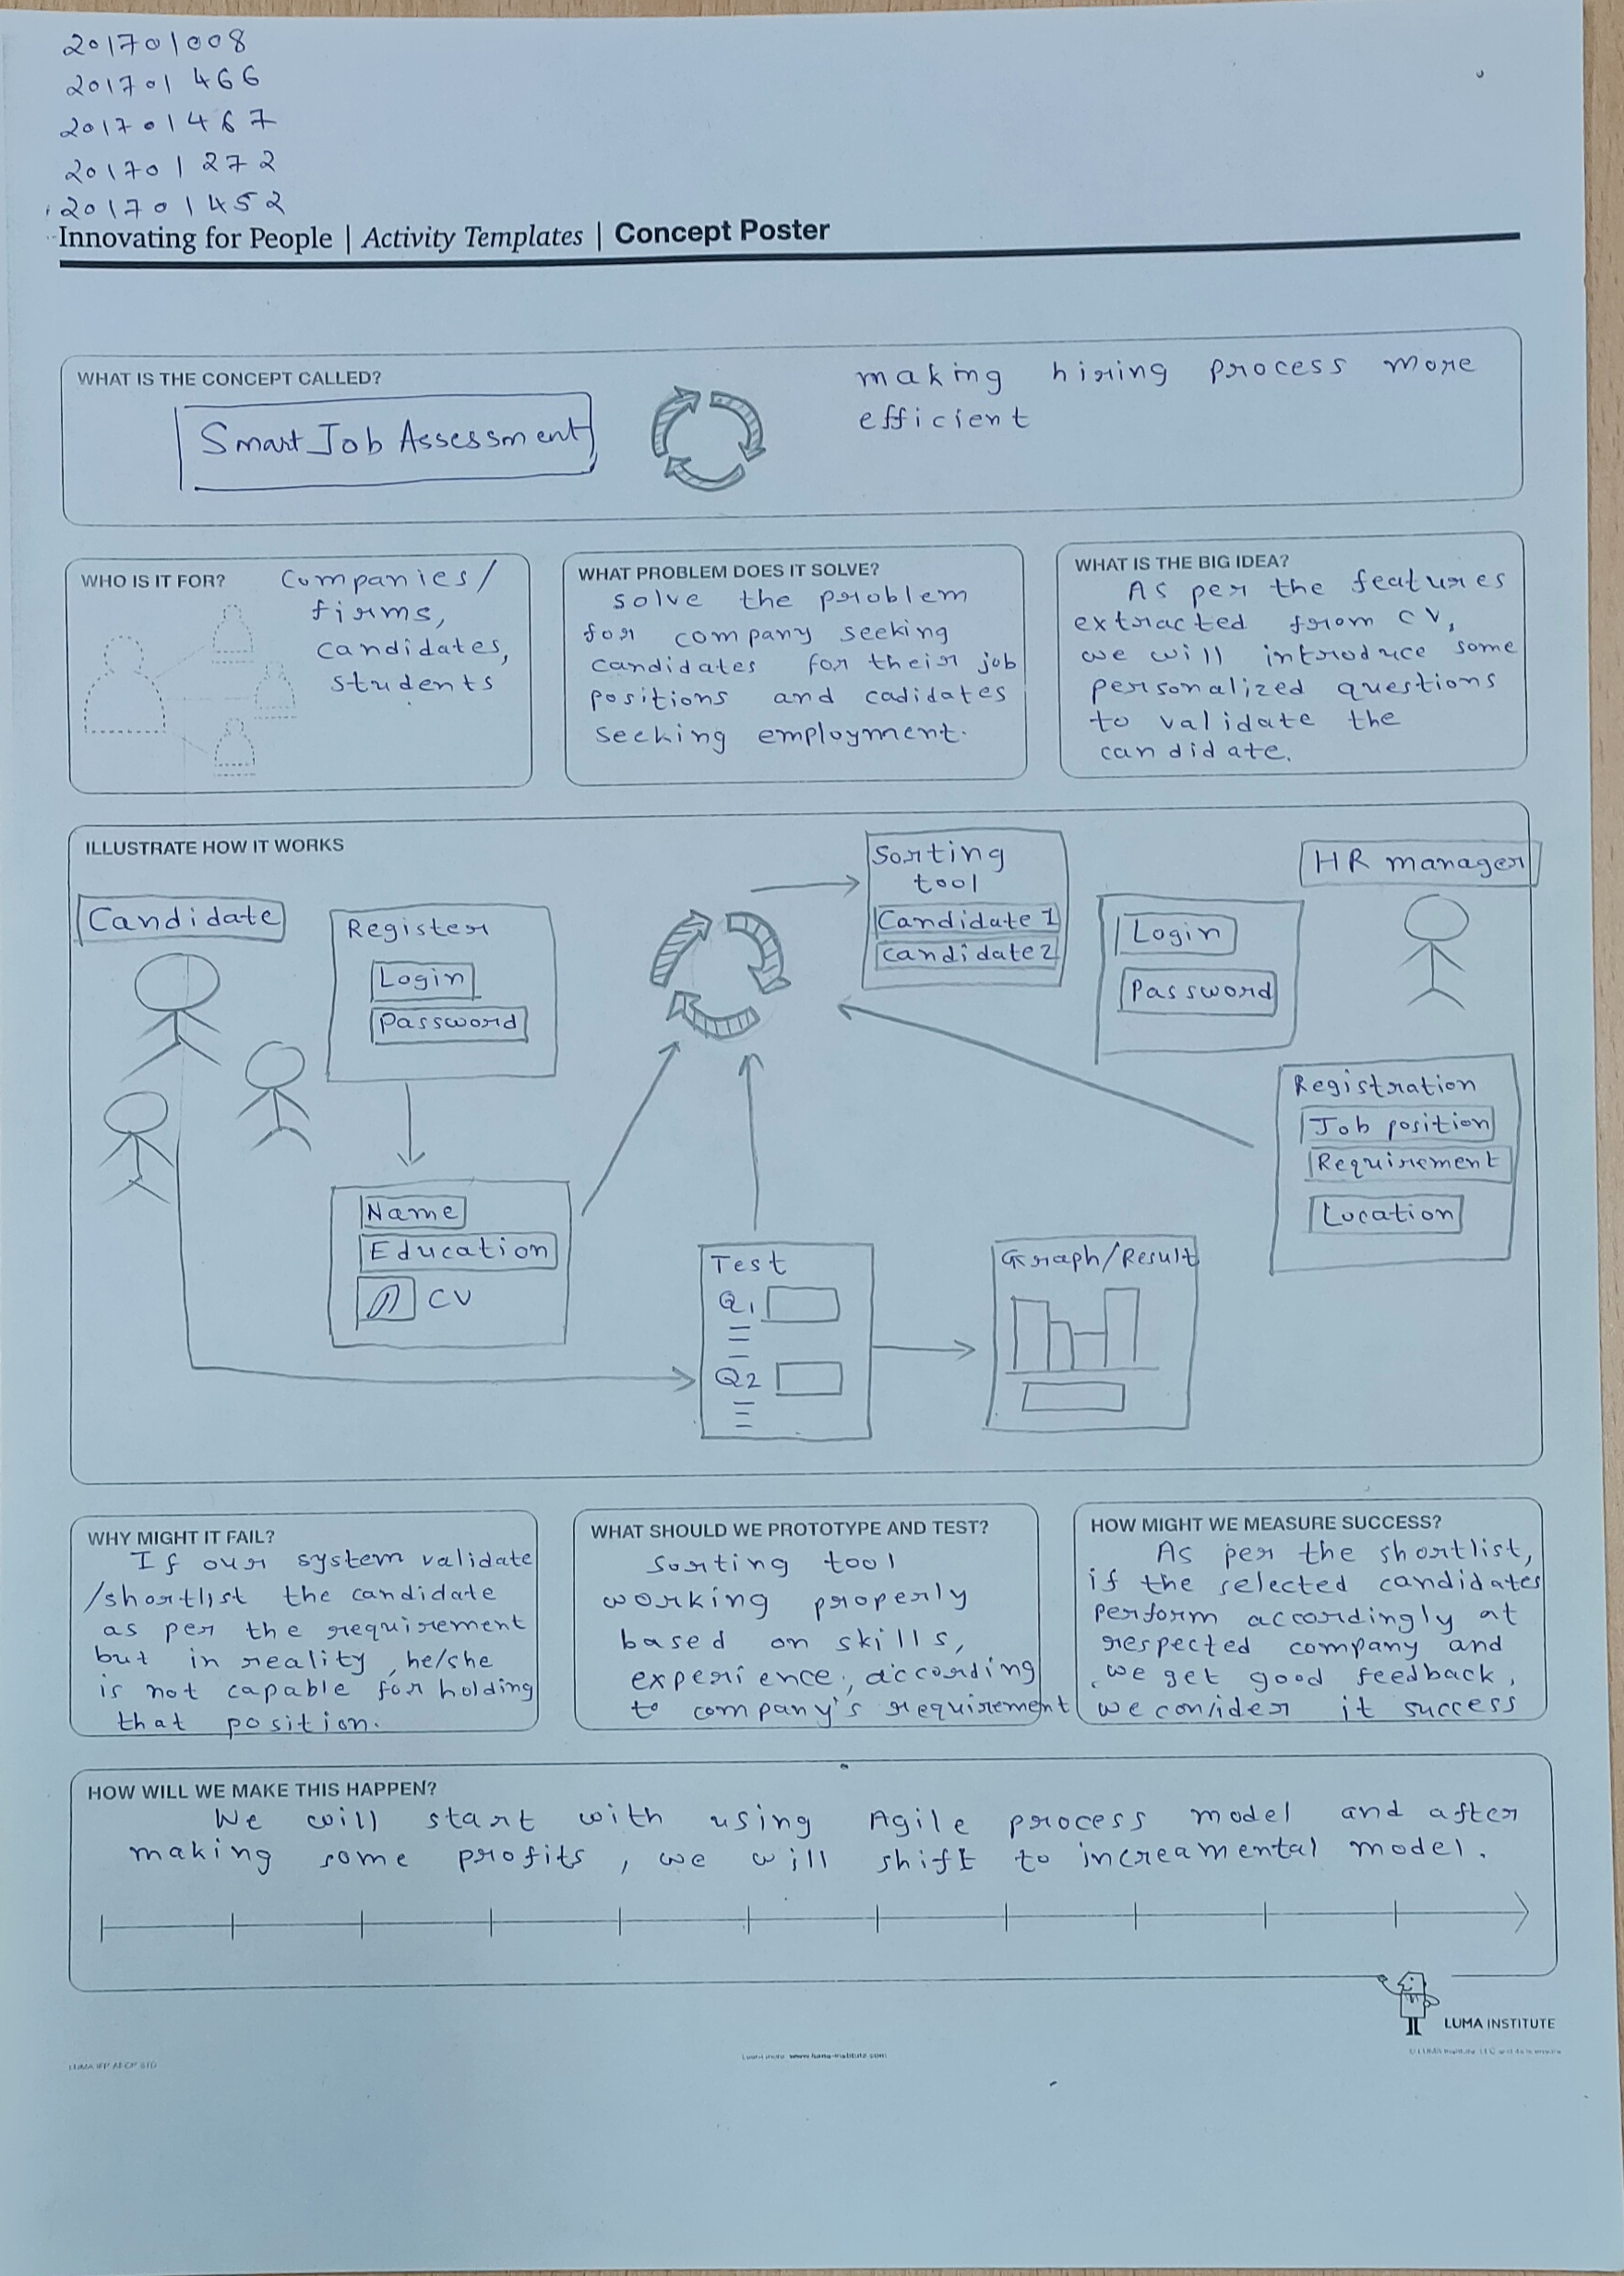 201701008
201701466
201701467
201701272
201701452
Innovating for People | Activity Templates | Concept Poster
WHAT IS THE CONCEPT CALLED?
Smart Job Assessment
making hiring process more
efficient
WHO IS IT FOR?
Companies/
firms,
candidates,
students
WHAT PROBLEM DOES IT SOLVE?
solve the problem
for company seeking
candidates for their job
positions and cadidates
seeking employment.
WHAT IS THE BIG IDEA?
As per the features
extracted from CV,
we will introduce some
personalized questions
to validate the
candidate.
ILLUSTRATE HOW IT WORKS
Candidate
Register
Login
Password
Name
Education
CV
Sorting
tool
Candidate 1
candidate 2
HR manager
Login
Password
Registration
Job position
Requirement
Location
Test
Q1
Q2
Graph/Result
WHY MIGHT IT FAIL?
If our system validate
/shortlist the candidate
as per the requirement
but in reality, he/she
is not capable for holding
that position.
WHAT SHOULD WE PROTOTYPE AND TEST?
Sorting tool
working properly
based on skills,
experience, according
to company's requirement
HOW MIGHT WE MEASURE SUCCESS?
As per the shortlist,
if the selected candidates
perform accordingly at
respected company and
we get good feedback,
we consider it success
HOW WILL WE MAKE THIS HAPPEN?
We will start with using Agile process model and after
making some profits, we will shift to increamental model.
LUMA INSTITUTE
www.luma-institute.com